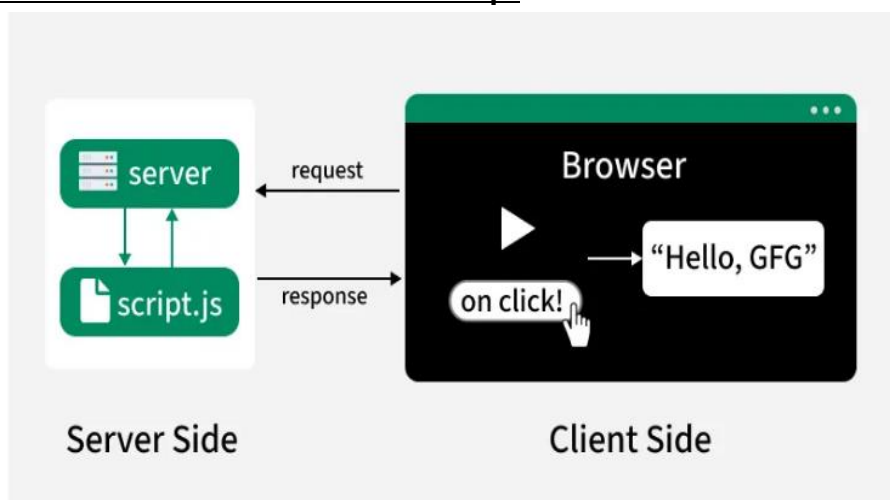 server
script.js
request
response
Browser
on click!
“Hello, GFG”
Server Side
Client Side